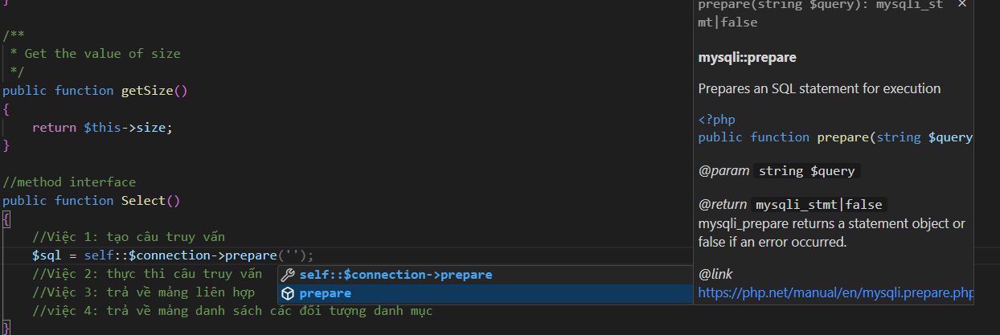 }
/**
 * Get the value of size
 */
public function getSize()
{
    return $this->size;
}
//method interface
public function Select()
{
    //Việc 1: tạo câu truy vấn
    $sql = self::$connection->prepare('');
    //Việc 2: thực thi câu truy vấn
    //Việc 3: trả về mảng liên hợp
    //việc 4: trả về mảng danh sách các đối tượng danh mục
}
self::$connection->prepare
prepare
prepare(string $query): mysqli_st
mt|false
mysqli::prepare
Prepares an SQL statement for execution
<?php
public function prepare(string $query
@param string $query
@return mysqli_stmt|false
mysqli_prepare returns a statement object or
false if an error occurred.
@link
https://php.net/manual/en/mysqli.prepare.php